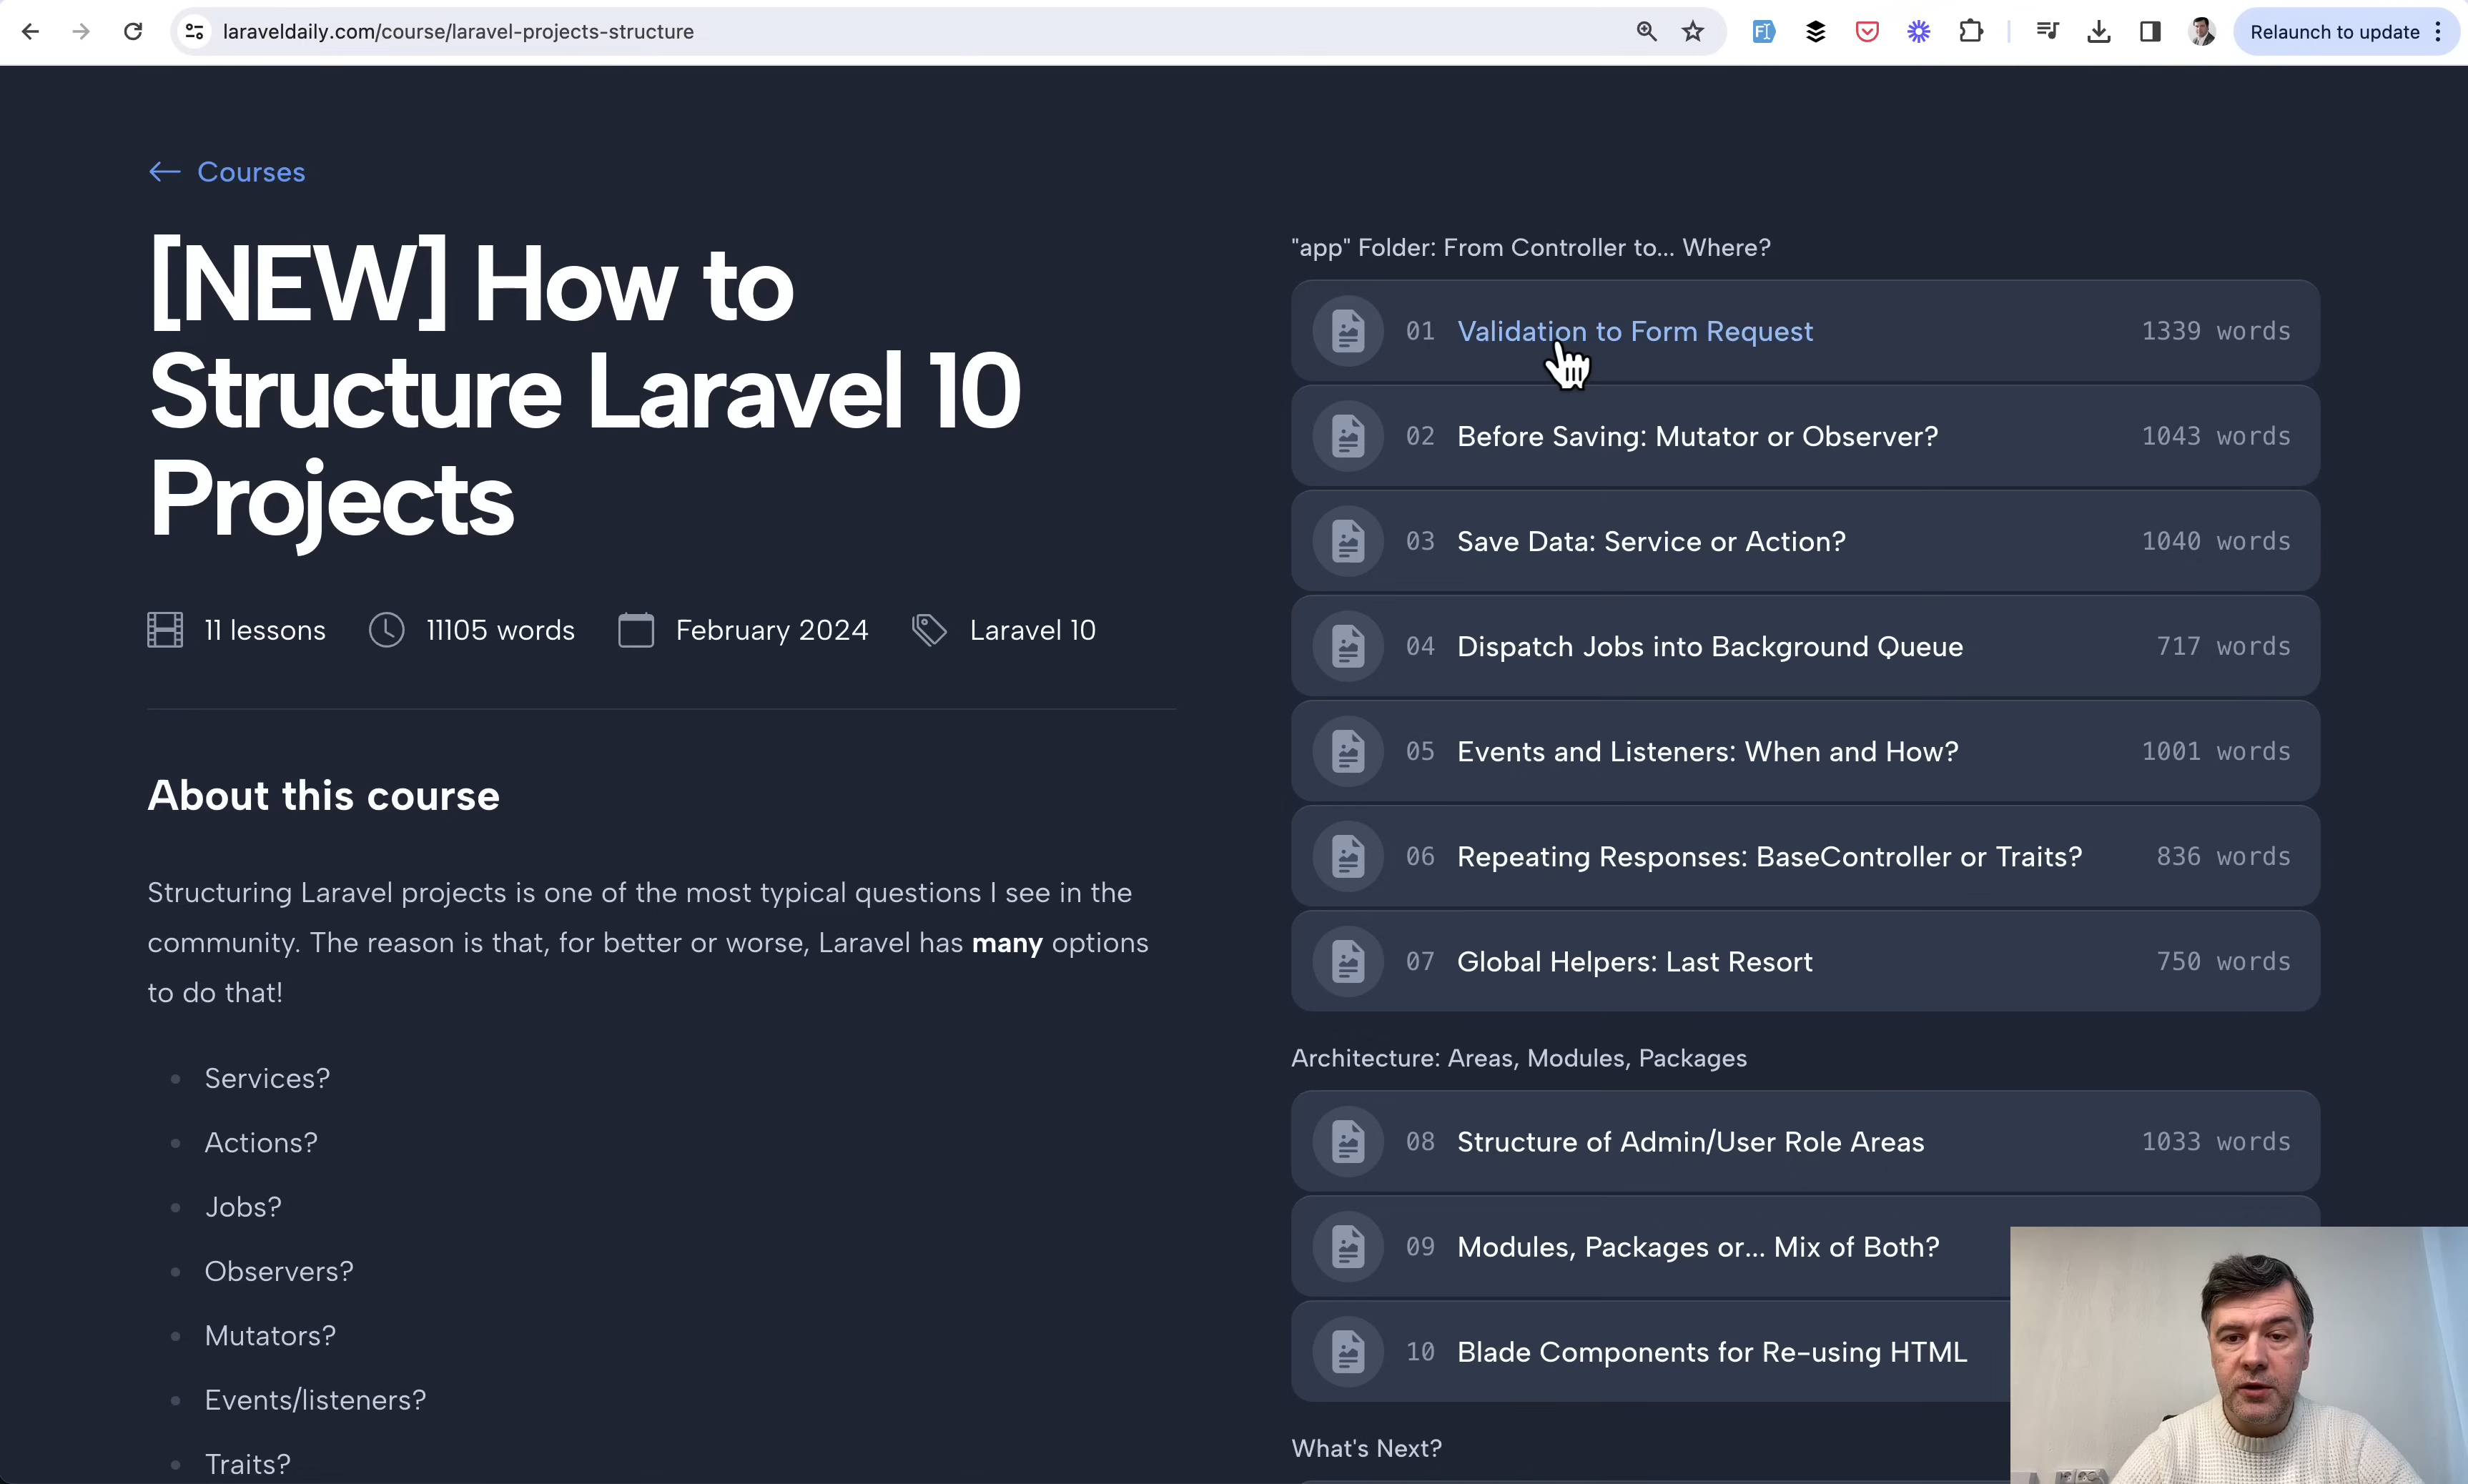 laraveldaily.com/course/laravel-projects-structure
Relaunch to update
Courses
[NEW] How to
Structure Laravel 10
Projects
11 lessons
11105 words
February 2024
Laravel 10
About this course
Structuring Laravel projects is one of the most typical questions I see in the
community. The reason is that, for better or worse, Laravel has many options
to do that!
Services?
Actions?
Jobs?
Observers?
Mutators?
Events/listeners?
Traits?
"app" Folder: From Controller to... Where?
01 Validation to Form Request 1339 words
02 Before Saving: Mutator or Observer? 1043 words
03 Save Data: Service or Action? 1040 words
04 Dispatch Jobs into Background Queue 717 words
05 Events and Listeners: When and How? 1001 words
06 Repeating Responses: BaseController or Traits? 836 words
07 Global Helpers: Last Resort 750 words
Architecture: Areas, Modules, Packages
08 Structure of Admin/User Role Areas 1033 words
09 Modules, Packages or... Mix of Both?
10 Blade Components for Re-using HTML
What's Next?